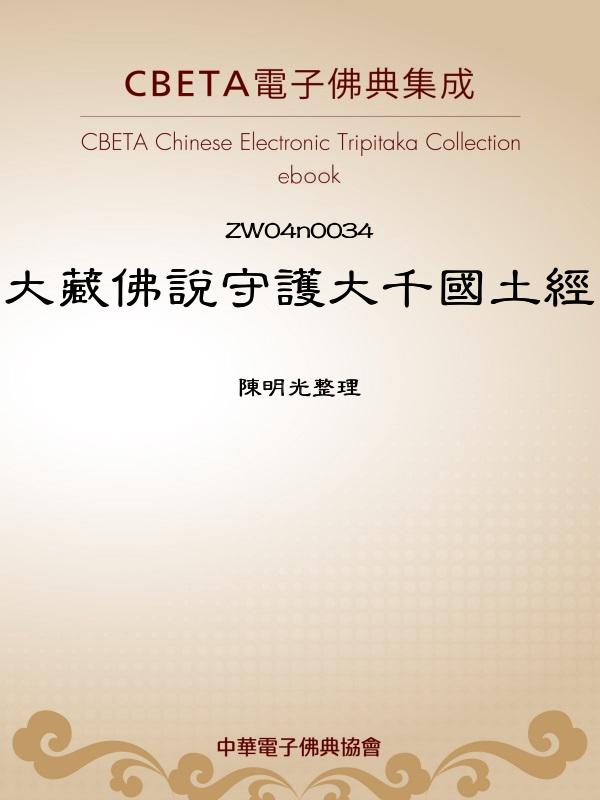 CBETA電子佛典集成
CBETA Chinese Electronic Tripitaka Collection
ebook
ZW04n0034
大藏佛說守護大千國土經
陳明光整理
中華電子佛典協會